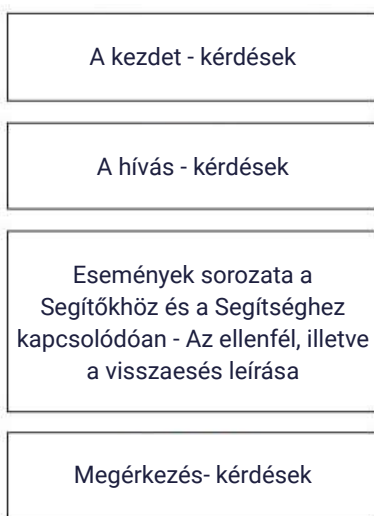 A kezdet - kérdések
A hívás - kérdések
Események sorozata a
Segítőkhöz és a Segítséghez
kapcsolódóan - Az ellenfél, illetve
a visszaesés leírása
Megérkezés- kérdések